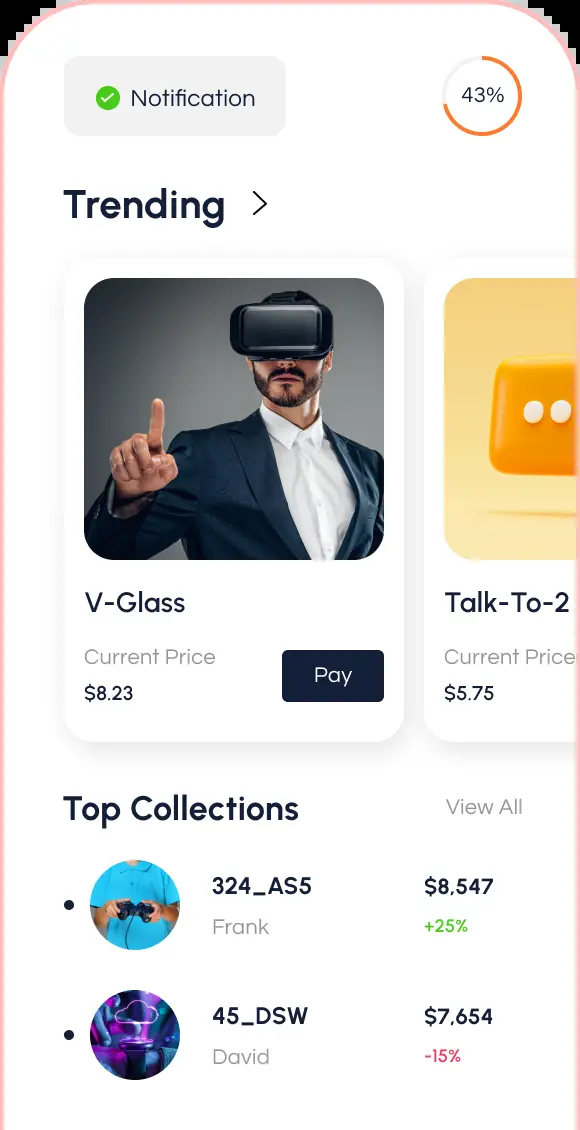 Notification
43%
Trending
V-Glass
Current Price
$8.23
Pay
Talk-To-2
Current Price
$5.75
Top Collections
View All
324_AS5
$8,547
Frank
+25%
45_DSW
$7,654
David
-15%